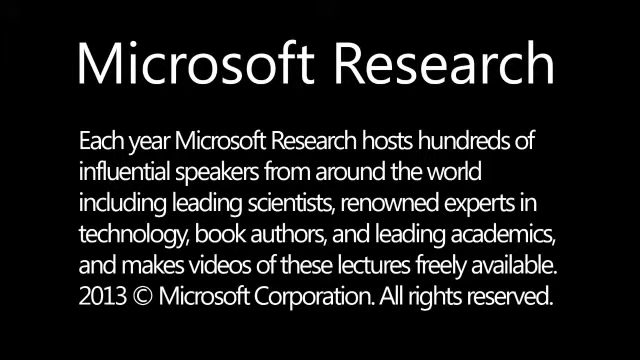 Microsoft Research
Each year Microsoft Research hosts hundreds of
influential speakers from around the world
including leading scientists, renowned experts in
technology, book authors, and leading academics,
and makes videos of these lectures freely available.
2013 © Microsoft Corporation. All rights reserved.